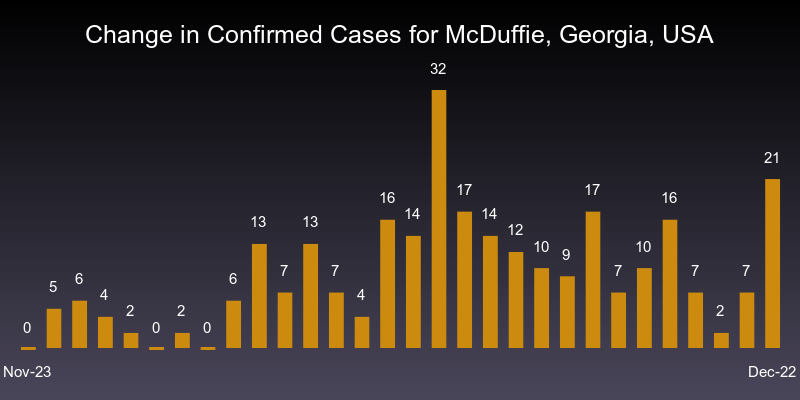 Change in Confirmed Cases for McDuffie, Georgia, USA
0 5 6 4 2 0 2 0 6 13 7 13 7 4 16 14 32 17 14 12 10 9 17 7 10 16 7 2 7 21
Nov-23 Dec-22